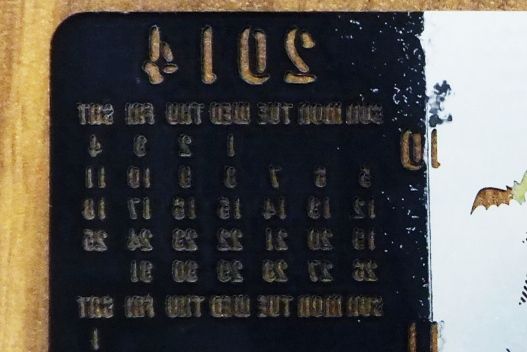 2014
SUN MON TUE WED THU FRI SAT
10
1 2 3 4
5 6 7 8 9 10 11
12 13 14 15 16 17 18
19 20 21 22 23 24 25
26 27 28 29 30 31
SUN MON TUE WED THU FRI SAT
1